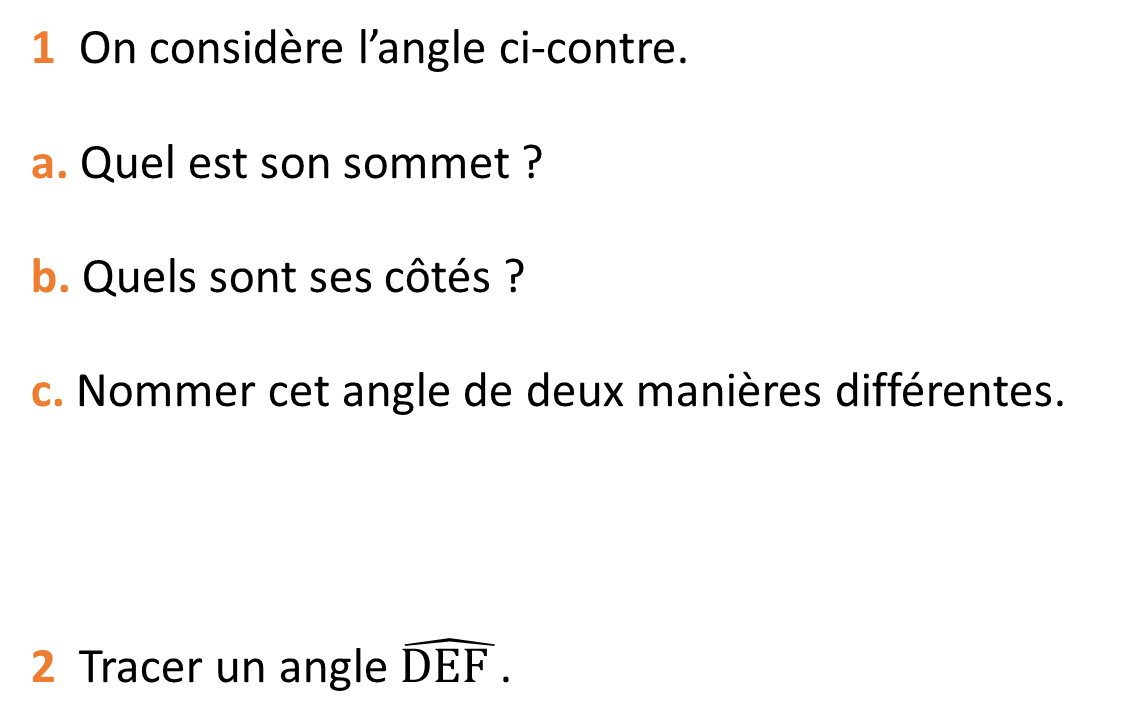 1 On considère l’angle ci-contre.
a. Quel est son sommet ?
b. Quels sont ses côtés ?
c. Nommer cet angle de deux manières différentes.
2 Tracer un angle \widehat{DEF} .